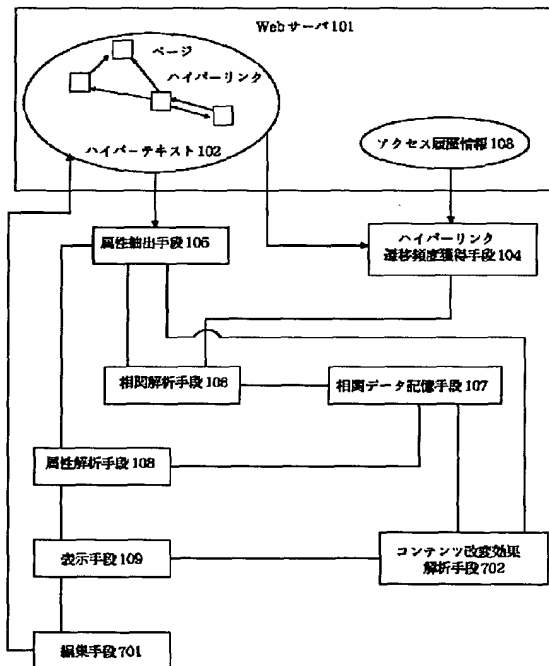 Webサーバ101
ページ
ハイパーリンク
ハイパーテキスト102
アクセス履歴情報103
属性抽出手段105
ハイパーリンク
遷移頻度獲得手段104
相関解析手段106
相関データ記憶手段107
属性解析手段108
表示手段109
コンテンツ改変効果
解析手段702
編集手段701